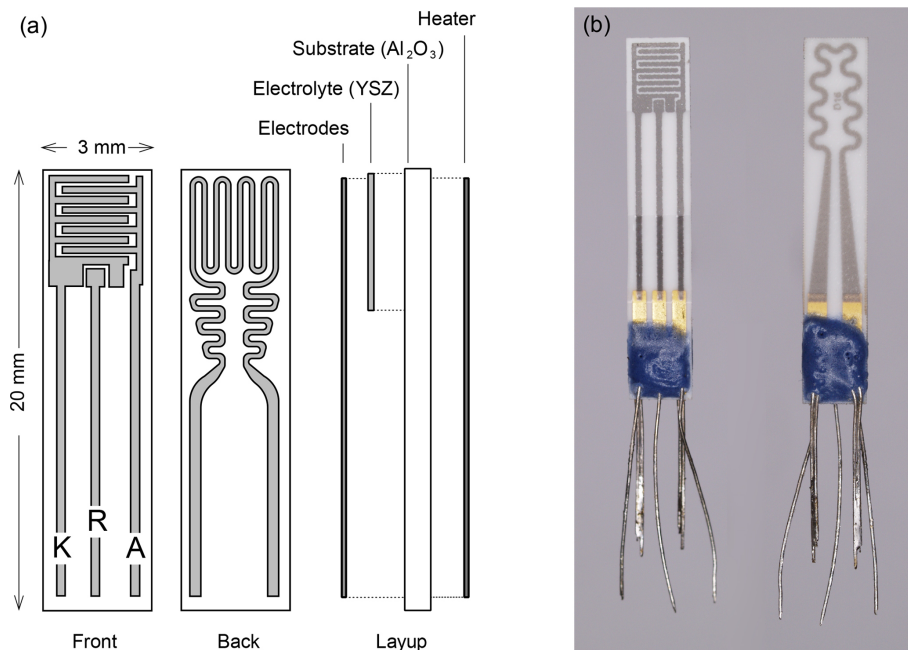 (a)
Heater
Substrate (Al2O3)
Electrolyte (YSZ)
Electrodes
3 mm
20 mm
K
R
A
Front
Back
Layup
(b)